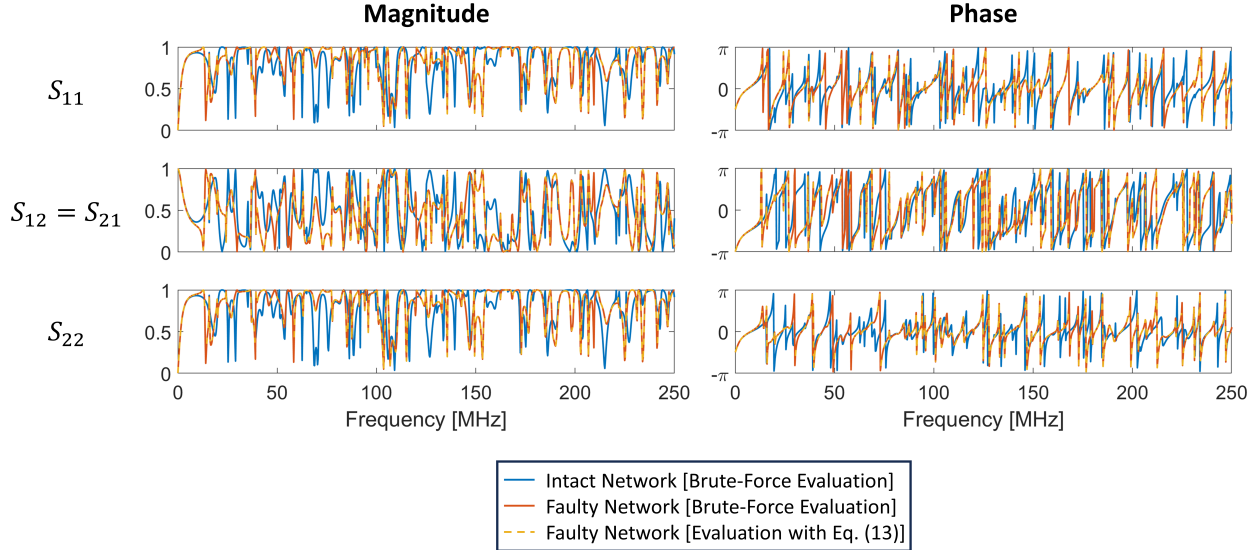 Magnitude
Phase
S11
1
0.5
0
π
0
-π
S12 = S21
1
0.5
0
π
0
-π
S22
1
0.5
0
π
0
-π
0 50 100 150 200 250
0 50 100 150 200 250
Frequency [MHz]
Frequency [MHz]
Intact Network [Brute-Force Evaluation]
Faulty Network [Brute-Force Evaluation]
Faulty Network [Evaluation with Eq. (13)]